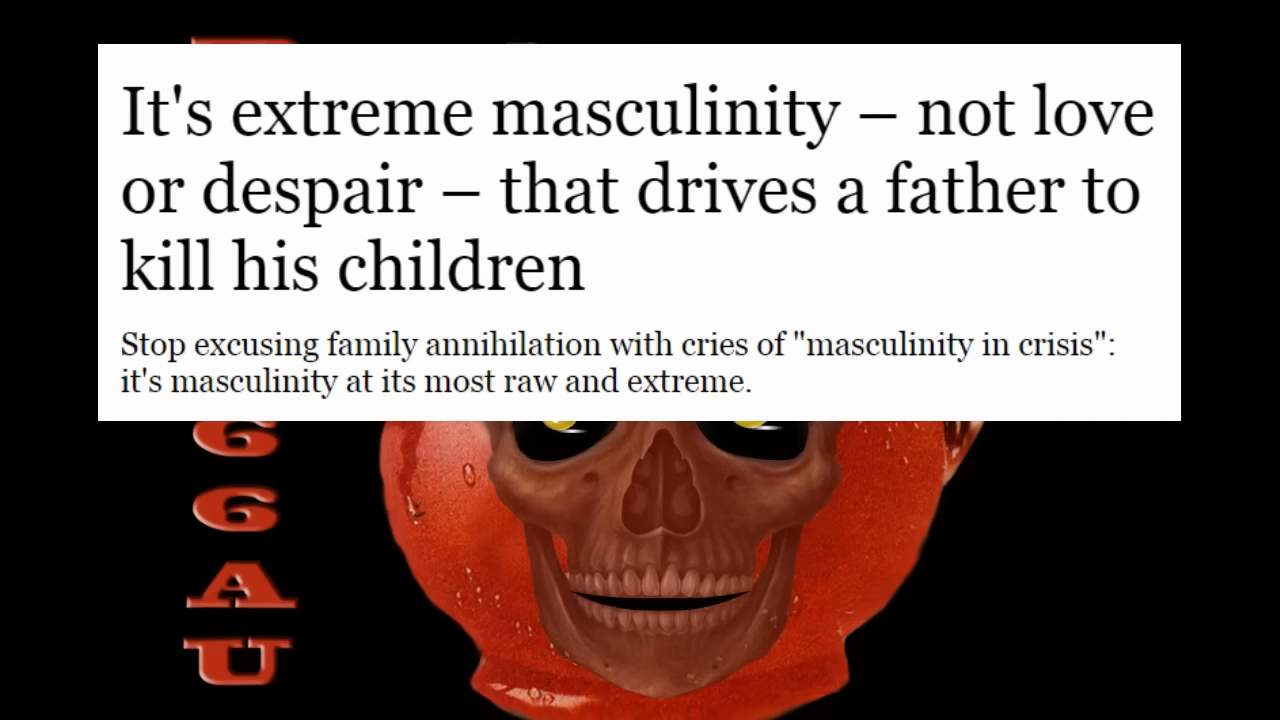 It's extreme masculinity – not love
or despair – that drives a father to
kill his children
Stop excusing family annihilation with cries of "masculinity in crisis":
it's masculinity at its most raw and extreme.
6
6
A
U